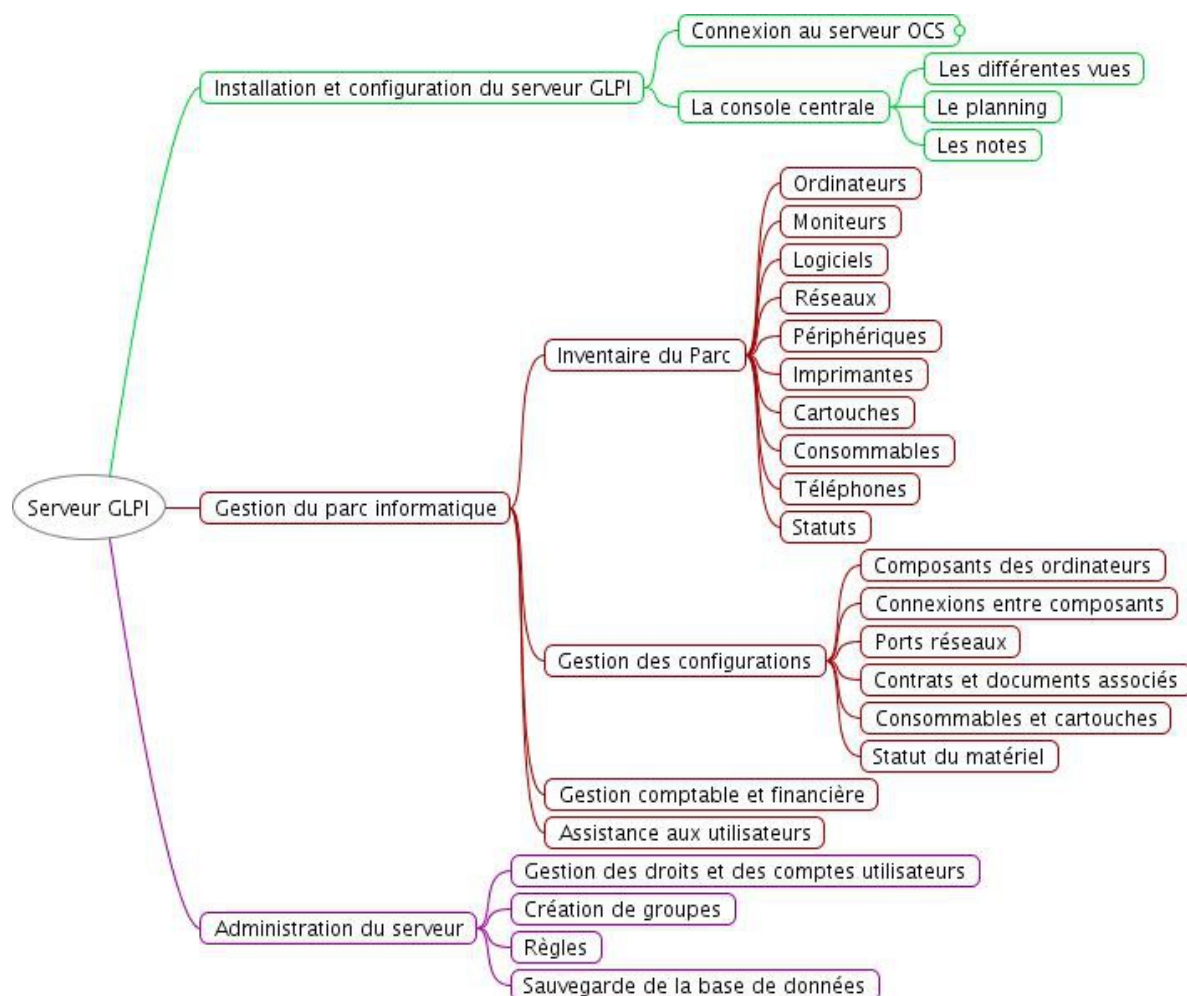 Connexion au serveur OCS
Installation et configuration du serveur GLPI
Les différentes vues
La console centrale
Le planning
Les notes
Ordinateurs
Moniteurs
Logiciels
Réseaux
Périphériques
Inventaire du Parc
Imprimantes
Cartouches
Consommables
Téléphones
Statuts
Serveur GLPI
Gestion du parc informatique
Composants des ordinateurs
Connexions entre composants
Ports réseaux
Gestion des configurations
Contrats et documents associés
Consommables et cartouches
Statut du matériel
Gestion comptable et financière
Assistance aux utilisateurs
Gestion des droits et des comptes utilisateurs
Création de groupes
Administration du serveur
Règles
Sauvegarde de la base de données